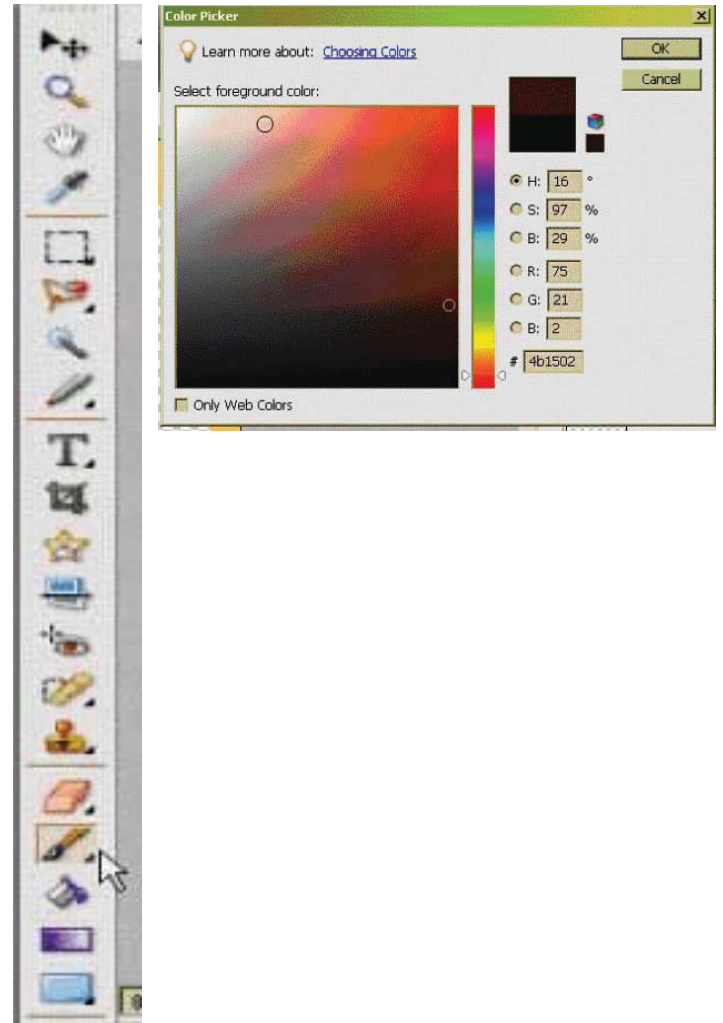 Color Picker
Learn more about: Choosing Colors
OK
Cancel
Select foreground color:
H: 16 °
S: 97 %
B: 29 %
R: 75
G: 21
B: 2
# 4b1502
Only Web Colors
T